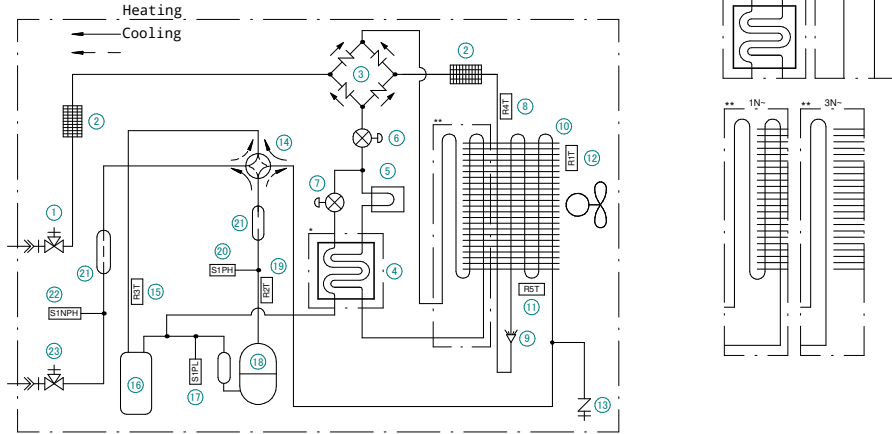 Heating
Cooling
2
3
2
8
R4T
**
10
14
6
R1T
12
7
5
1
21
20
S1PH
19
21
*
4
22
R3T
15
R2T
R5T
11
S1NPH
9
23
16
S1PL
17
18
13
** 1N~
** 3N~